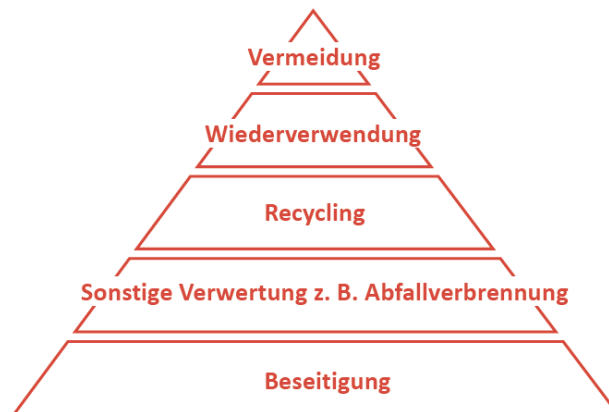 Vermeidung
Wiederverwendung
Recycling
Sonstige Verwertung z. B. Abfallverbrennung
Beseitigung